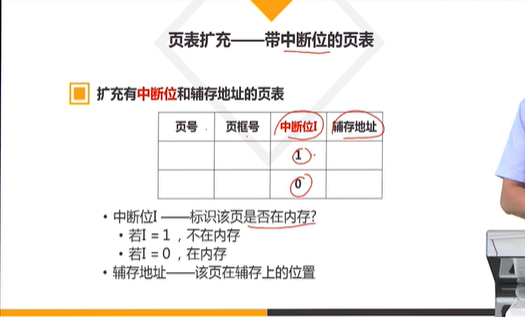 页表扩充——带中断位的页表
扩充有中断位和辅存地址的页表
页号 页框号 中断位I 辅存地址
1
0
• 中断位I ——标识该页是否在内存?
• 若I = 1 ，不在内存
• 若I = 0 ，在内存
• 辅存地址——该页在辅存上的位置